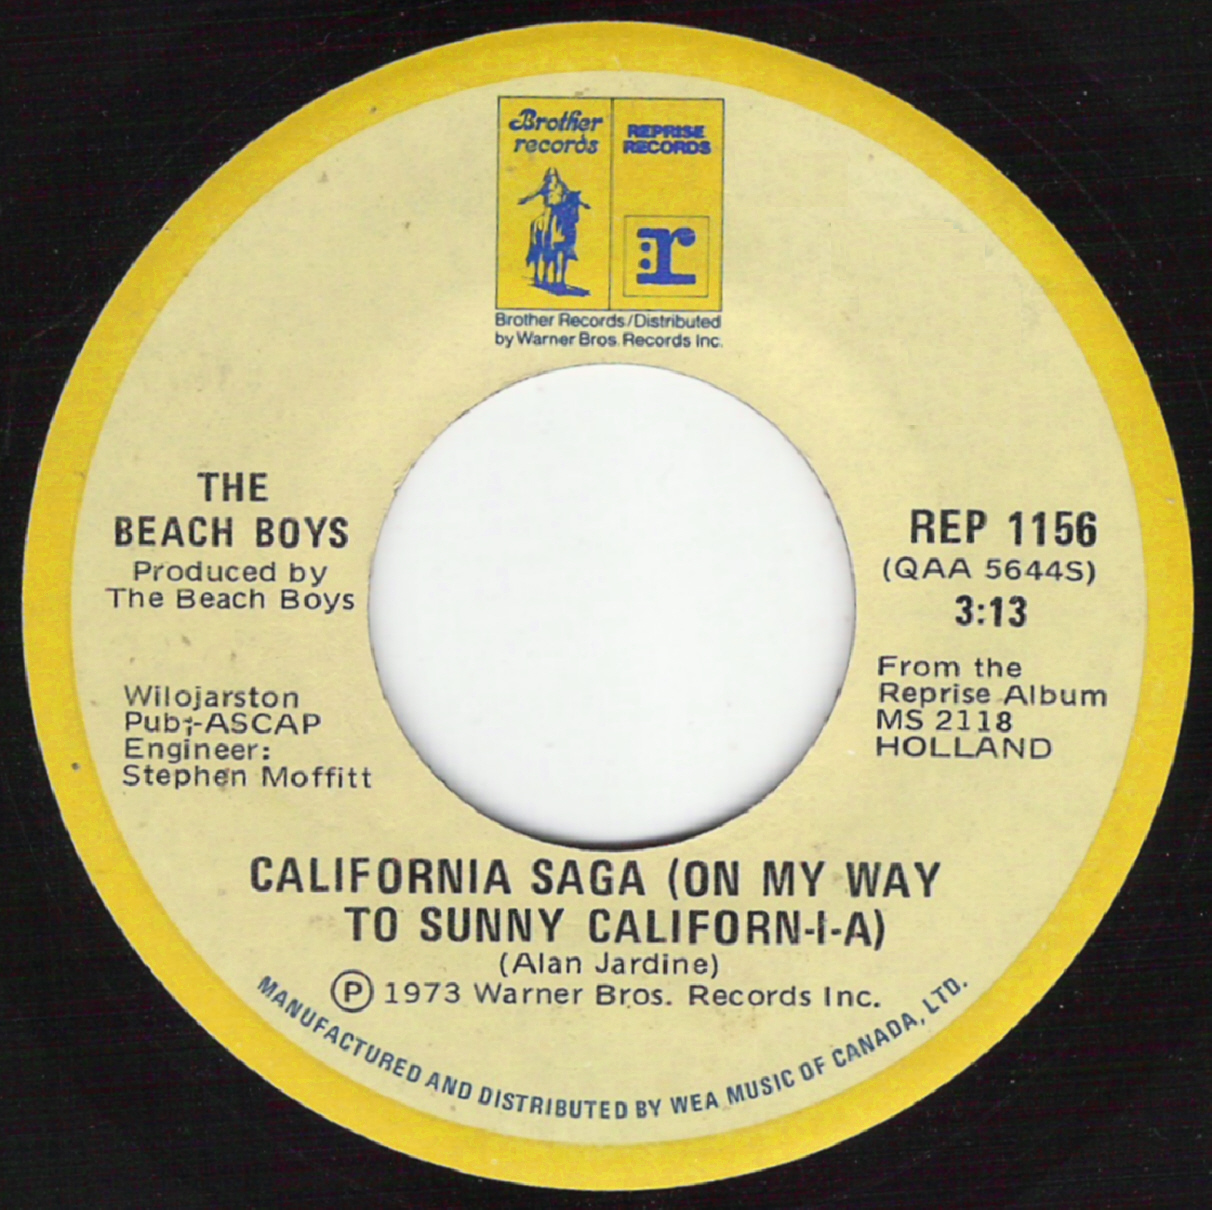 Brother
records
REPRISE
RECORDS
r
Brother Records/Distributed
by Warner Bros. Records Inc.
THE
BEACH BOYS
Produced by
The Beach Boys
Wilojarston
Pub;-ASCAP
Engineer:
Stephen Moffitt
REP 1156
(QAA 5644S)
3:13
From the
Reprise Album
MS 2118
HOLLAND
CALIFORNIA SAGA (ON MY WAY
TO SUNNY CALIFORN-I-A)
(Alan Jardine)
Ⓟ 1973 Warner Bros. Records Inc.
MANUFACTURED AND DISTRIBUTED BY WEA MUSIC OF CANADA, LTD.